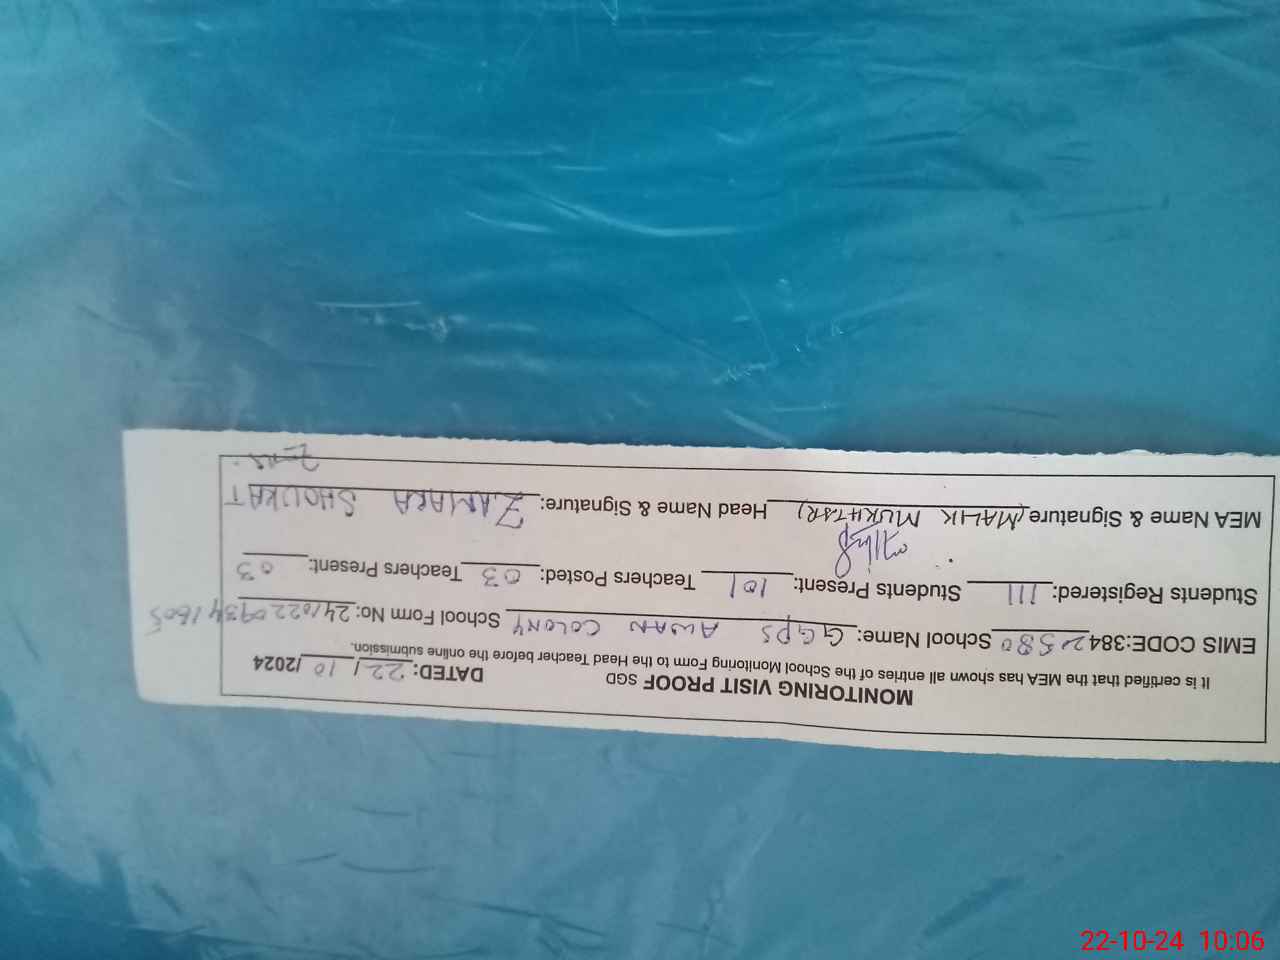 MONITORING VISIT PROOF SGD DATED: 22/10/2024
It is certified that the MEA has shown all entries of the School Monitoring Form to the Head Teacher before the online submission.
EMIS CODE:38420580 School Name: GGPS AWAN COLONY School Form No: 241022093941605
Students Registered: 111 Students Present: 101 Teachers Posted: 03 Teachers Present: 03
MEA Name & Signature (MALIK MUKHTAR) Head Name & Signature: ZAMARA SHOUKAT
22-10-24 10.06